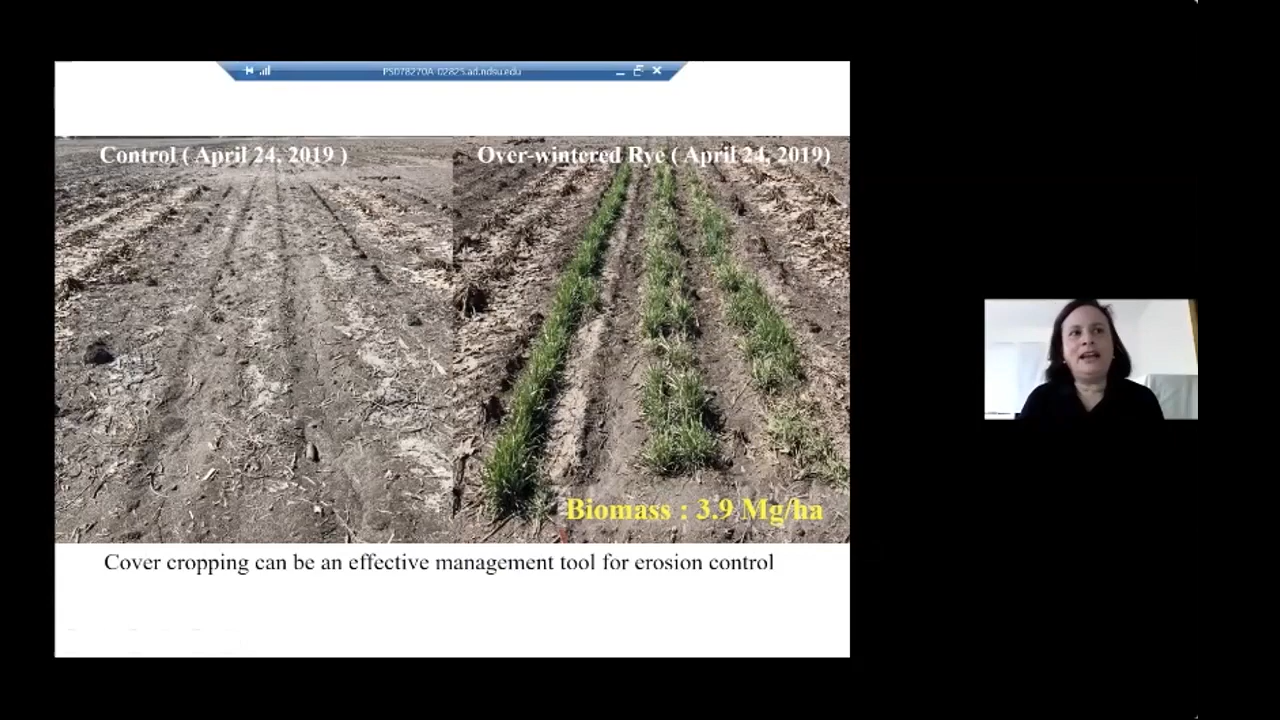 PS078270A-02825.ad.ndsu.edu
Control ( April 24, 2019 )
Over-wintered Rye ( April 24, 2019)
Biomass : 3.9 Mg/ha
Cover cropping can be an effective management tool for erosion control